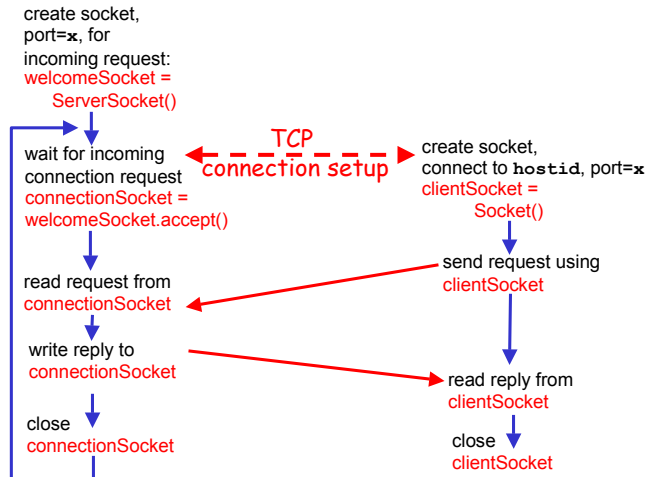 create socket,
port=x, for
incoming request:
welcomeSocket =
ServerSocket()
wait for incoming
connection request
connectionSocket =
welcomeSocket.accept()
read request from
connectionSocket
write reply to
connectionSocket
close
connectionSocket
TCP
connection setup
create socket,
connect to hostid, port=x
clientSocket =
Socket()
send request using
clientSocket
read reply from
clientSocket
close
clientSocket